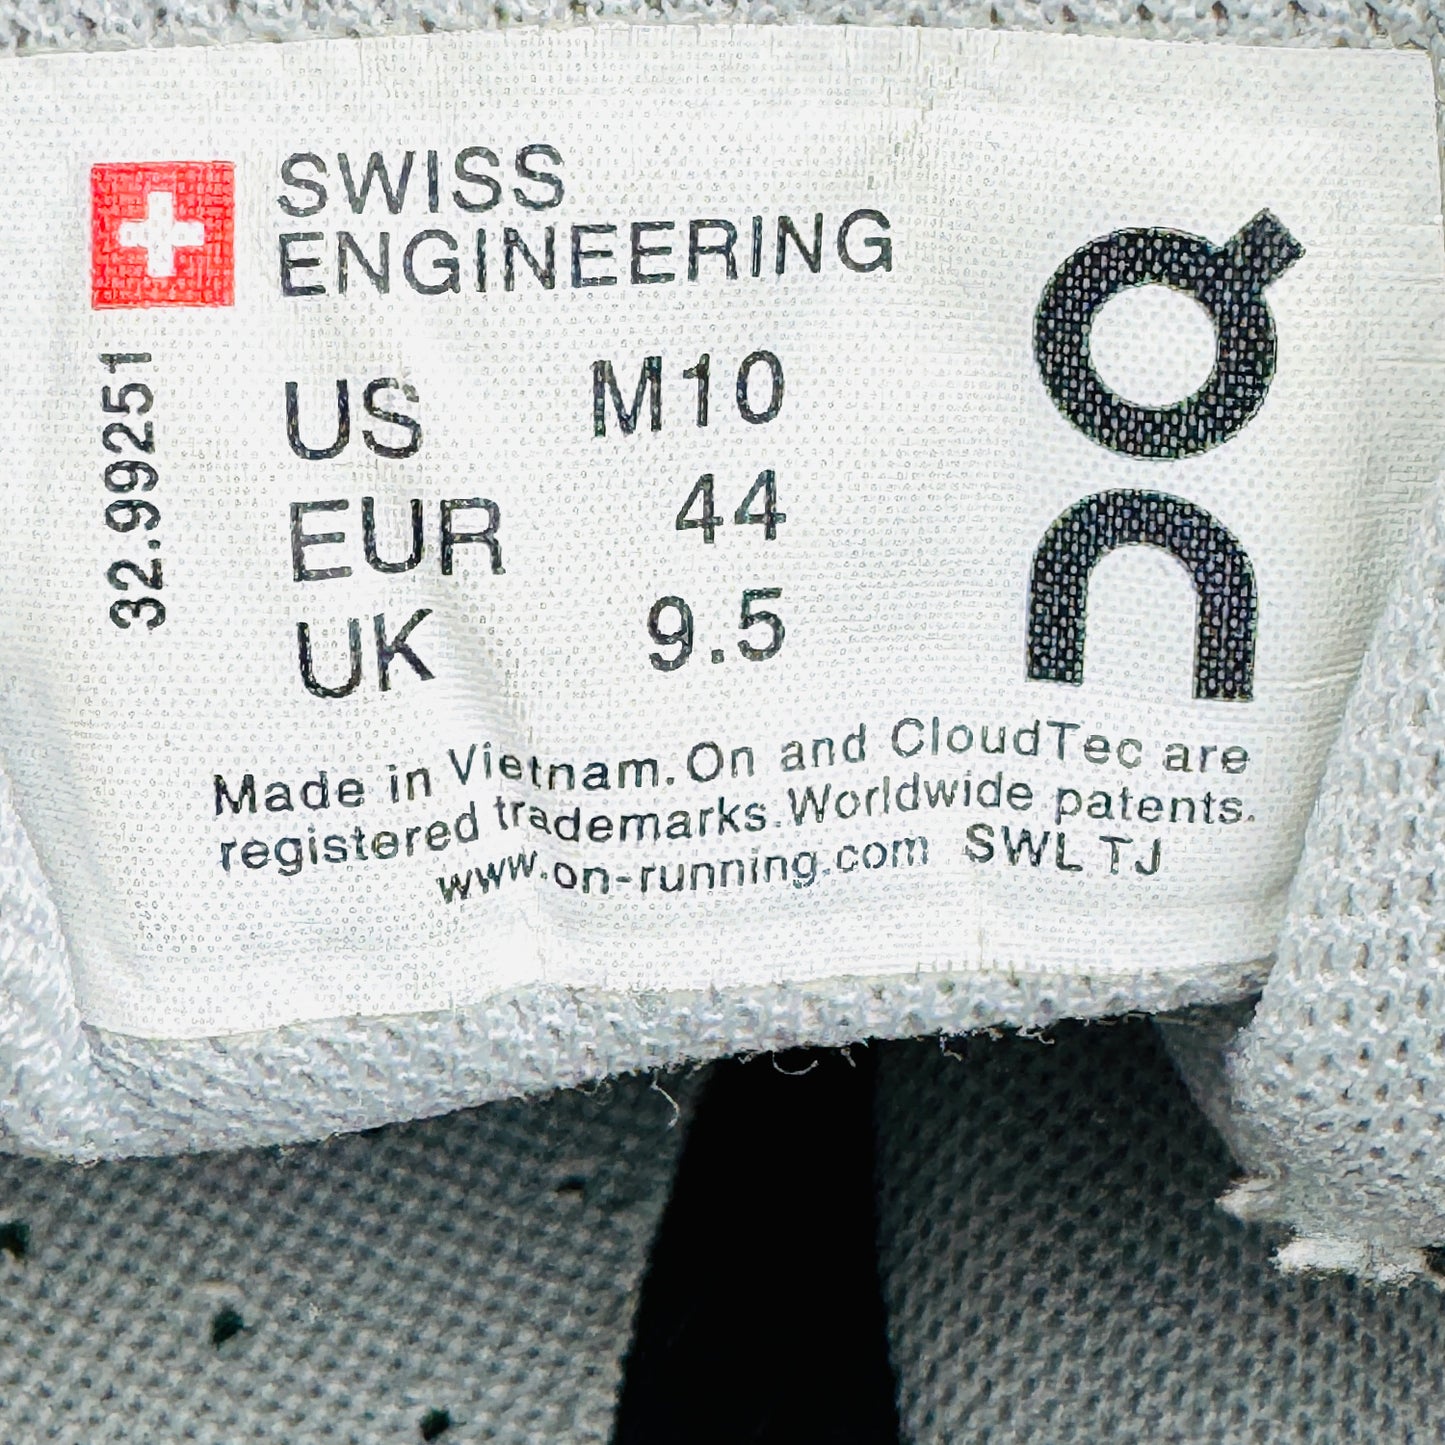 SWISS
ENGINEERING
32.99251
US M10
EUR 44
UK 9.5
on
Made in Vietnam. On and CloudTec are
registered trademarks. Worldwide patents.
www.on-running.com SWL TJ